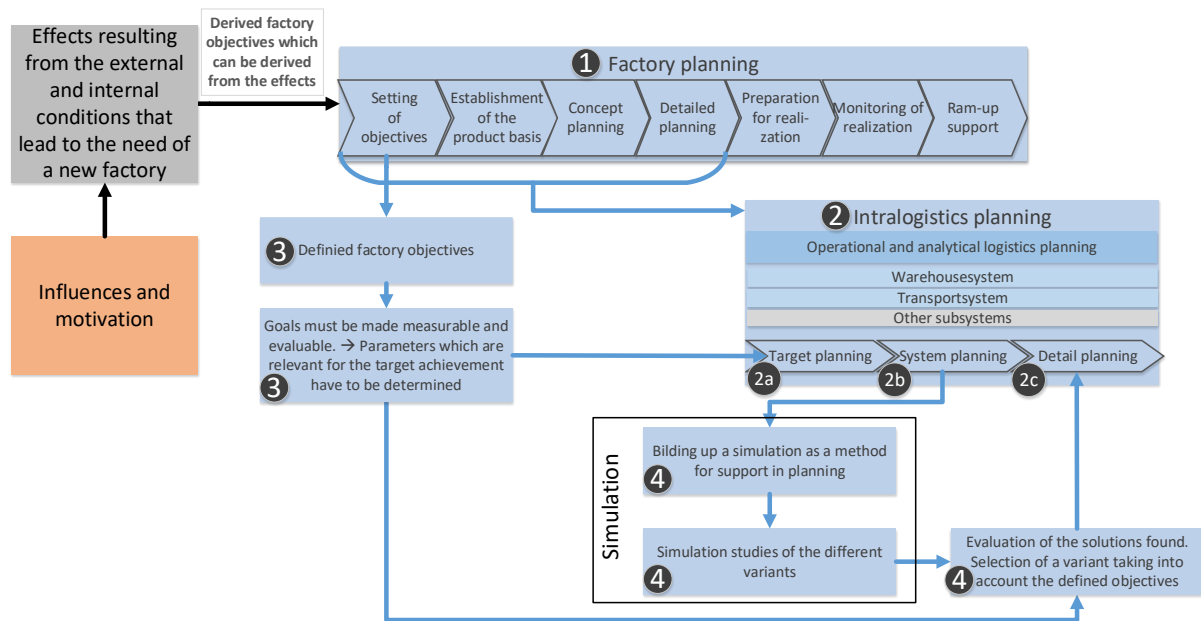 Effects resulting
from the external
and internal
conditions that
lead to the need of
a new factory
Derived factory
objectives which
can be derived
from the effects
Influences and
motivation
1 Factory planning
Setting
of
objectives
Establishment
of the
product basis
Concept
planning
Detailed
planning
Preparation
for reali-
zation
Monitoring of
realization
Ram-up
support
3 Definied factory objectives
Goals must be made measurable and
evaluable. → Parameters which are
relevant for the target achievement
have to be determined
3
2 Intralogistics planning
Operational and analytical logistics planning
Warehousesystem
Transportsystem
Other subsystems
Target planning
2a
System planning
2b
Detail planning
2c
Simulation
Bilding up a simulation as a method
for support in planning
4
Simulation studies of the different
variants
4
Evaluation of the solutions found.
Selection of a variant taking into
account the defined objectives
4